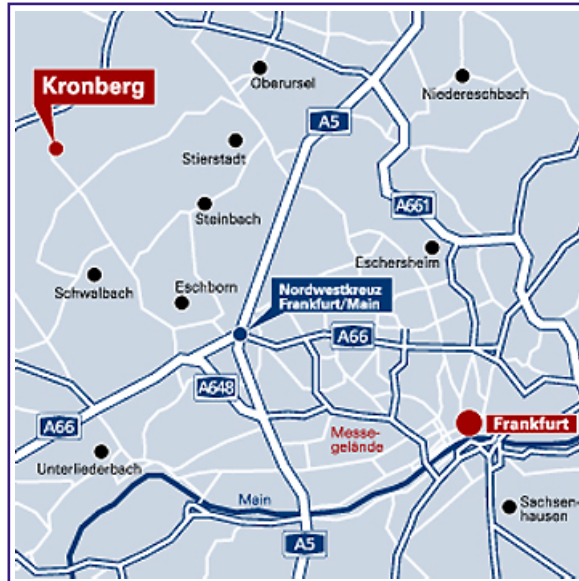 Oberursel
Kronberg
Niedereschbach
A5
Stierstadt
A661
Steinbach
Eschersheim
Schwalbach
Eschborn
Nordwestkreuz
Frankfurt/Main
A66
A648
A66
Messe-
gelände
Frankfurt
Unterliederbach
Main
Sachsen-
hausen
A5